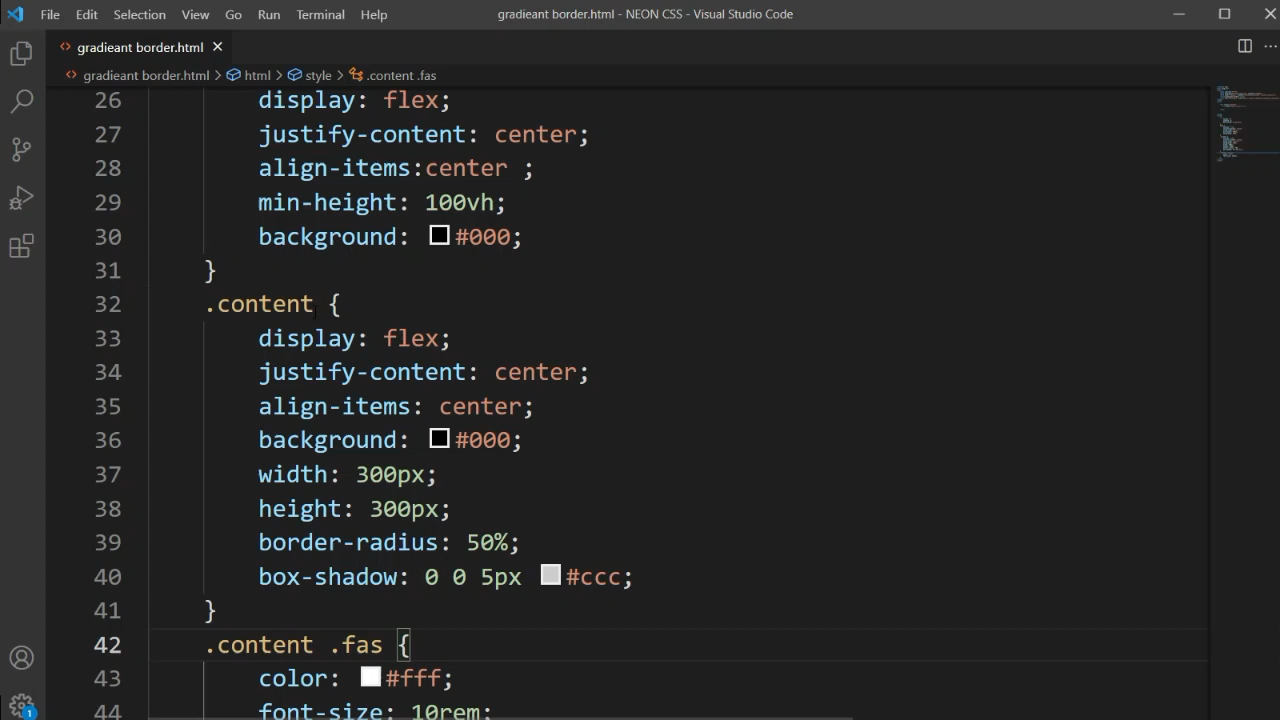 File Edit Selection View Go Run Terminal Help gradieant border.html - NEON CSS - Visual Studio Code
gradieant border.html
gradieant border.html > html > style > .content .fas
26 display: flex;
27 justify-content: center;
28 align-items:center ;
29 min-height: 100vh;
30 background: #000;
31 }
32 .content {
33 display: flex;
34 justify-content: center;
35 align-items: center;
36 background: #000;
37 width: 300px;
38 height: 300px;
39 border-radius: 50%;
40 box-shadow: 0 0 5px #ccc;
41 }
42 .content .fas {
43 color: #fff;
44 font-size: 10rem;
1